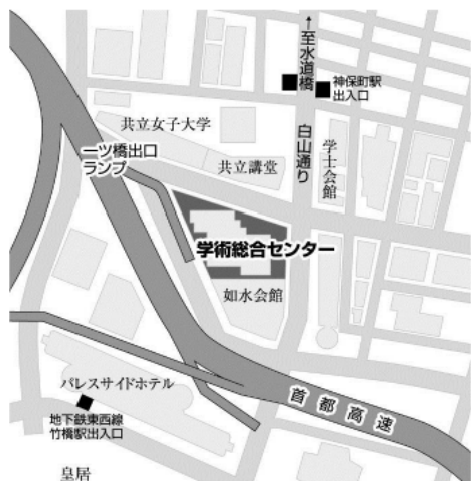 ↑至水道橋
神保町駅
出入口
白山通り
共立女子大学
学士会館
一ツ橋出口
ランプ
共立講堂
学術総合センター
如水会館
パレスサイドホテル
首都高速
地下鉄東西線
竹橋駅出入口
皇居